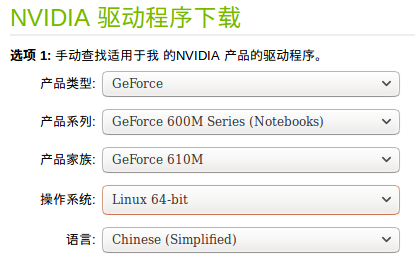 NVIDIA 驱动程序下载
选项 1: 手动查找适用于我 的NVIDIA 产品的驱动程序。
产品类型: GeForce
产品系列: GeForce 600M Series (Notebooks)
产品家族: GeForce 610M
操作系统: Linux 64-bit
语言: Chinese (Simplified)